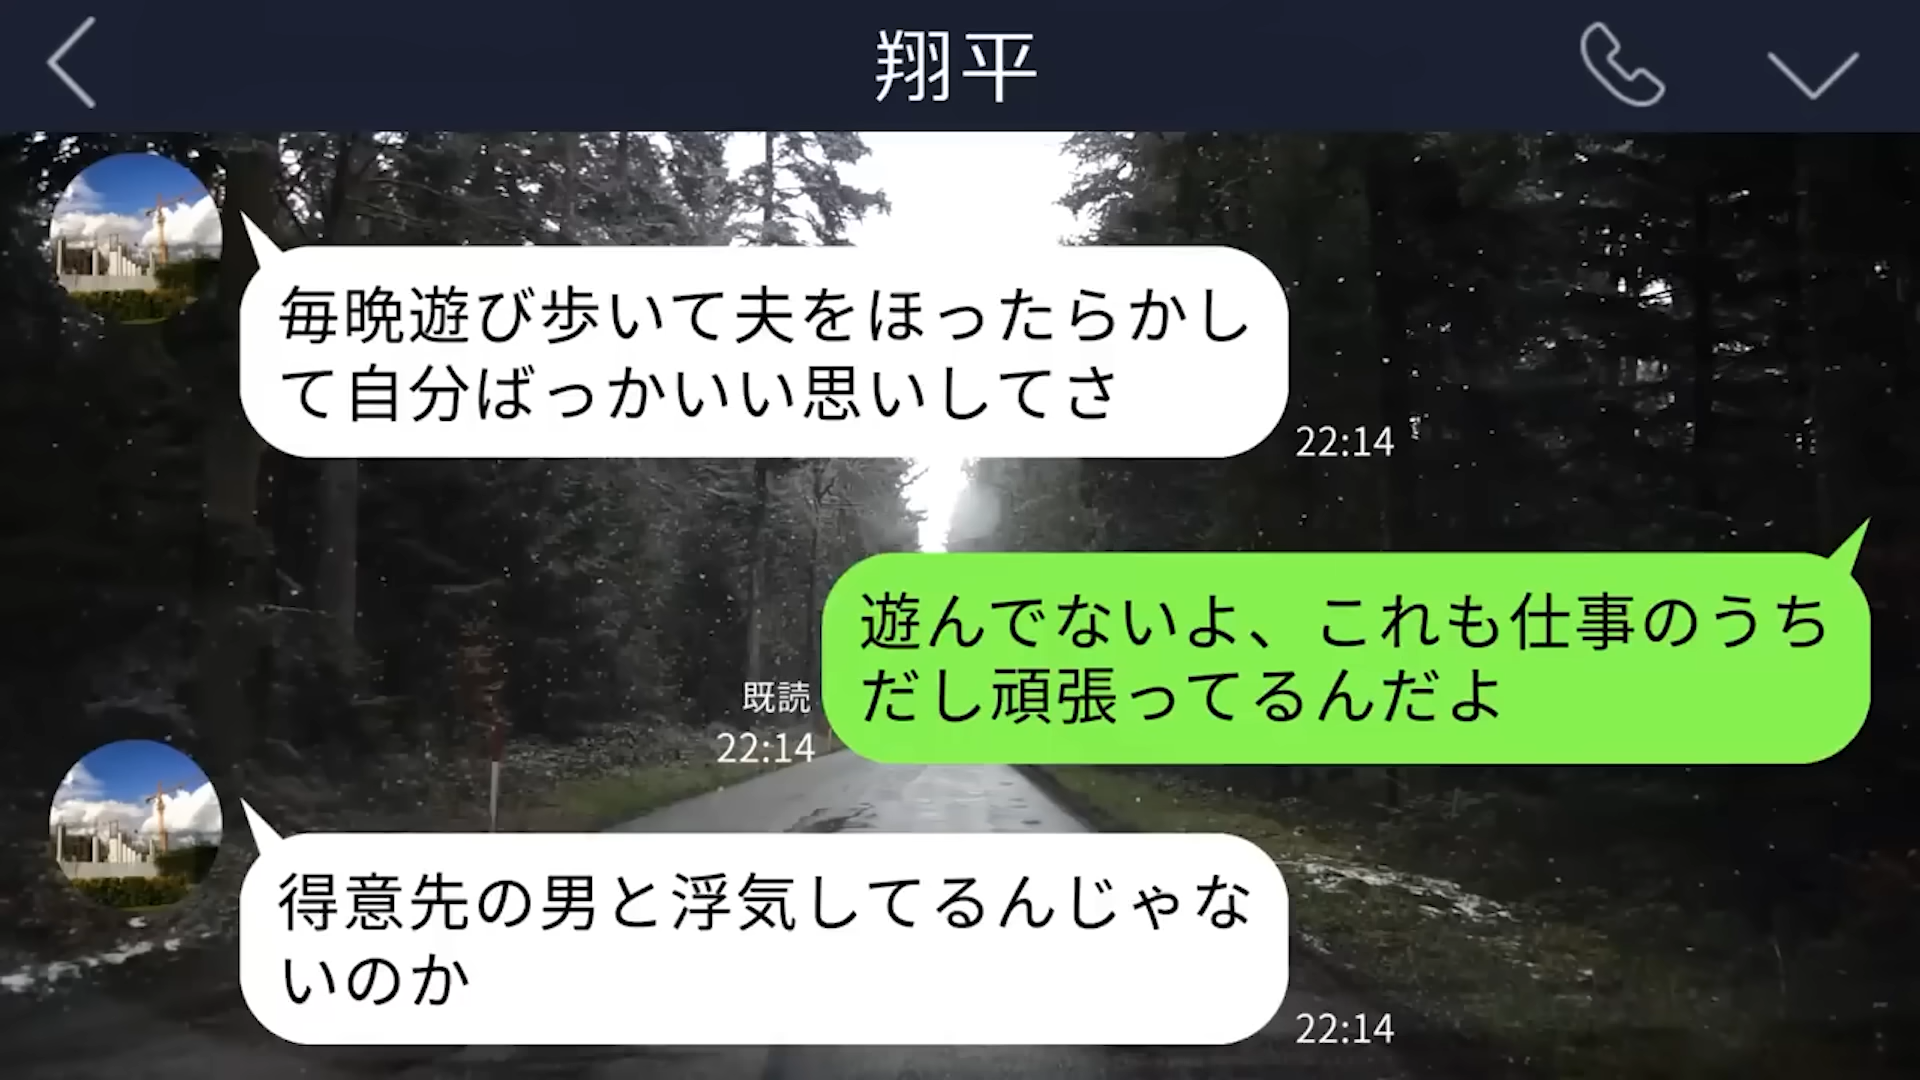 翔平
毎晩遊び歩いて夫をほったらかし
て自分ばっかいい思いしてさ
22:14
遊んでないよ、これも仕事のうち
だし頑張ってるんだよ
既読
22:14
得意先の男と浮気してるんじゃな
いのか
22:14